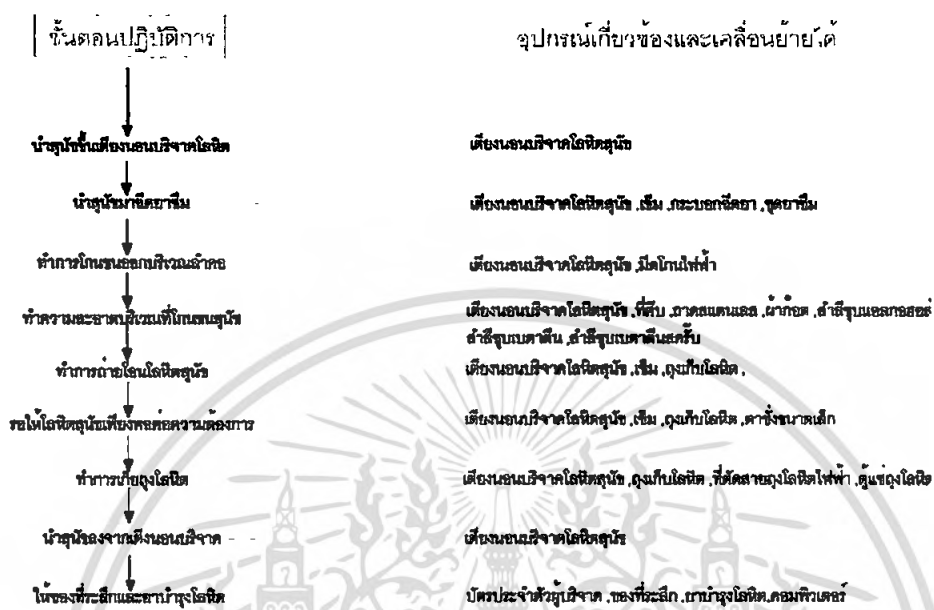 ขั้นตอนปฏิบัติการ
อุปกรณ์เกี่ยวข้องและเคลื่อนย้ายได้
นำสุนัขขึ้นเตียงนอนบริจาคโลหิต
เตียงนอนบริจาคโลหิตสุนัข
นำสุนัขมาฉีดยาซึม
เตียงนอนบริจาคโลหิตสุนัข ,เข็ม ,กระบอกฉีดยา ,ชุดยาซึม
ทำการโกนขนออกบริเวณลำคอ
เตียงนอนบริจาคโลหิตสุนัข ,มีดโกนไฟฟ้า
ทำความสะอาดบริเวณที่โกนขนสุนัข
เตียงนอนบริจาคโลหิตสุนัข ,ที่คีบ ,ถาดสแตนเลส ,ผ้าก๊อต ,สำลีชุบแอลกอฮอร์
สำลีชุบเบตาดีน ,สำลีชุบเบตาดีนสครับ
ทำการถ่ายโอนโลหิตสุนัข
เตียงนอนบริจาคโลหิตสุนัข ,เข็ม ,ถุงเก็บโลหิต ,
รอให้โลหิตสุนัขเพียงพอต่อความต้องการ
เตียงนอนบริจาคโลหิตสุนัข ,เข็ม ,ถุงเก็บโลหิต ,ตาชั่งขนาดเล็ก
ทำการเก็บถุงโลหิต
เตียงนอนบริจาคโลหิตสุนัข ,ถุงเก็บโลหิต ,ที่ตัดสายถุงโลหิตไฟฟ้า ,ตู้แช่ถุงโลหิต
นำสุนัขลงจากเตียงนอนบริจาค
เตียงนอนบริจาคโลหิตสุนัข
ให้ของที่ระลึกและยาบำรุงโลหิต
บัตรประจำตัวผู้บริจาค ,ของที่ระลึก ,ยาบำรุงโลหิต,คอมพิวเตอร์